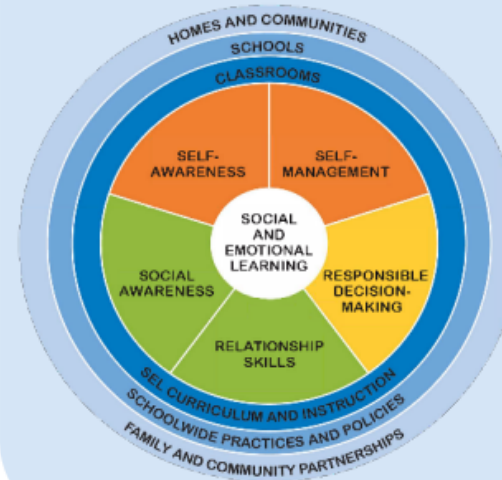 HOMES AND COMMUNITIES
SCHOOLS
CLASSROOMS
SELF-
AWARENESS
SELF-
MANAGEMENT
SOCIAL
AND
EMOTIONAL
LEARNING
SOCIAL
AWARENESS
RESPONSIBLE
DECISION-
MAKING
RELATIONSHIP
SKILLS
SEL CURRICULUM AND INSTRUCTION
SCHOOLWIDE PRACTICES AND POLICIES
FAMILY AND COMMUNITY PARTNERSHIPS